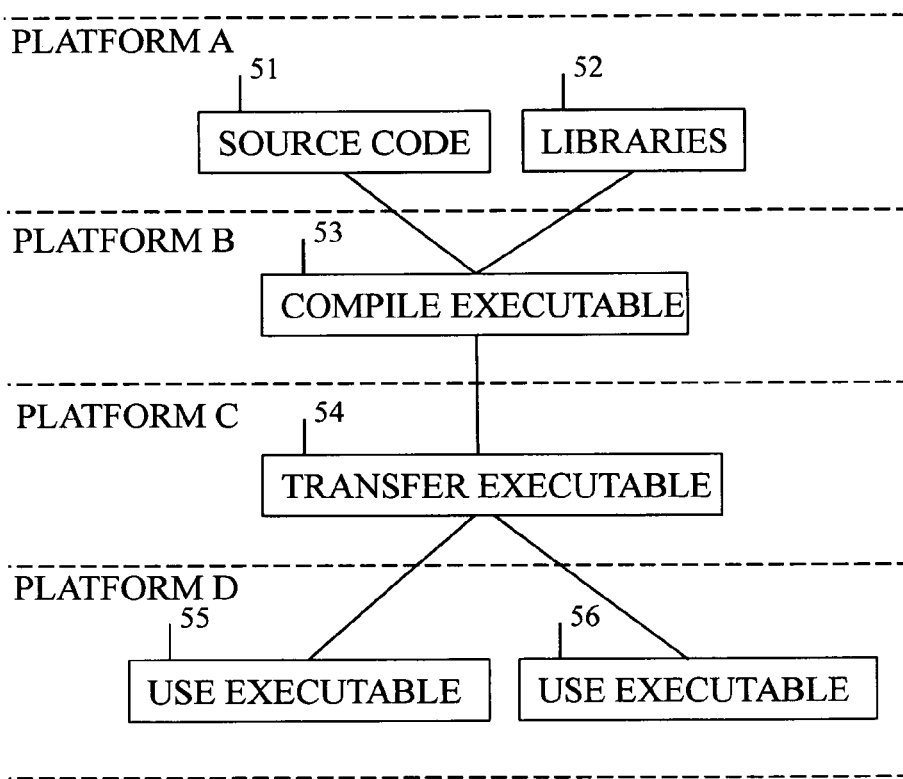 PLATFORM A
51
52
SOURCE CODE
LIBRARIES
PLATFORM B
53
COMPILE EXECUTABLE
PLATFORM C
54
TRANSFER EXECUTABLE
PLATFORM D
55
56
USE EXECUTABLE
USE EXECUTABLE